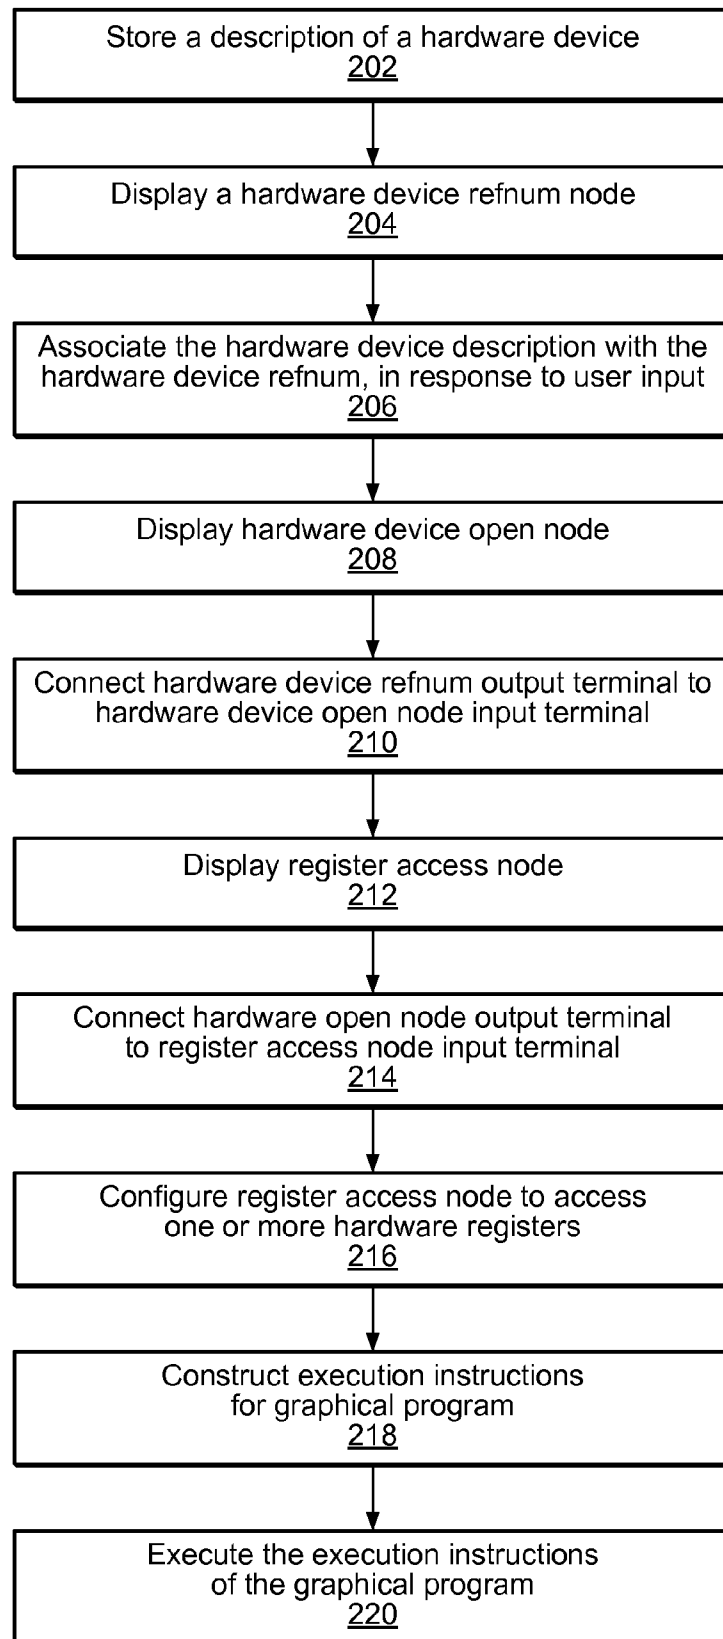 Store a description of a hardware device
202
Display a hardware device refnum node
204
Associate the hardware device description with the
hardware device refnum, in response to user input
206
Display hardware device open node
208
Connect hardware device refnum output terminal to
hardware device open node input terminal
210
Display register access node
212
Connect hardware open node output terminal
to register access node input terminal
214
Configure register access node to access
one or more hardware registers
216
Construct execution instructions
for graphical program
218
Execute the execution instructions
of the graphical program
220